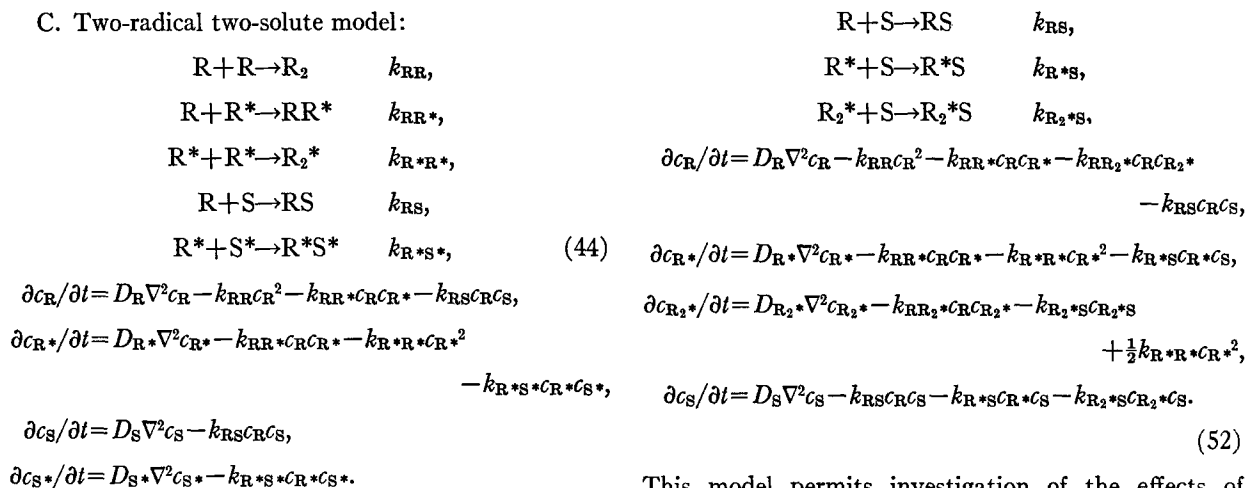 C. Two-radical two-solute model:
R+R→R₂ k_RR,
R+R*→RR* k_RR*,
R*+R*→R₂* k_R*R*,
R+S→RS k_RS,
R*+S*→R*S* k_R*S*, (44)
∂c_R/∂t=D_R∇²c_R−k_RRc_R²−k_RR*c_Rc_R*−k_RSc_Rc_S,
∂c_R*/∂t=D_R*∇²c_R*−k_RR*c_Rc_R*−k_R*R*c_R*²
−k_R*S*c_R*c_S*,
∂c_S/∂t=D_S∇²c_S−k_RSc_Rc_S,
∂c_S*/∂t=D_S*∇²c_S*−k_R*S*c_R*c_S*.
R+S→RS k_RS,
R*+S→R*S k_R*S,
R₂*+S→R₂*S k_R₂*S,
∂c_R/∂t=D_R∇²c_R−k_RRc_R²−k_RR*c_Rc_R*−k_RR₂*c_Rc_R₂*
−k_RSc_Rc_S,
∂c_R*/∂t=D_R*∇²c_R*−k_RR*c_Rc_R*−k_R*R*c_R*²−k_R*Sc_R*c_S,
∂c_R₂*/∂t=D_R₂*∇²c_R₂*−k_RR₂*c_Rc_R₂*−k_R₂*Sc_R₂*S
+½k_R*R*c_R*²,
∂c_S/∂t=D_S∇²c_S−k_RSc_Rc_S−k_R*Sc_R*c_S−k_R₂*Sc_R₂*c_S.
(52)
This model permits investigation of the effects of